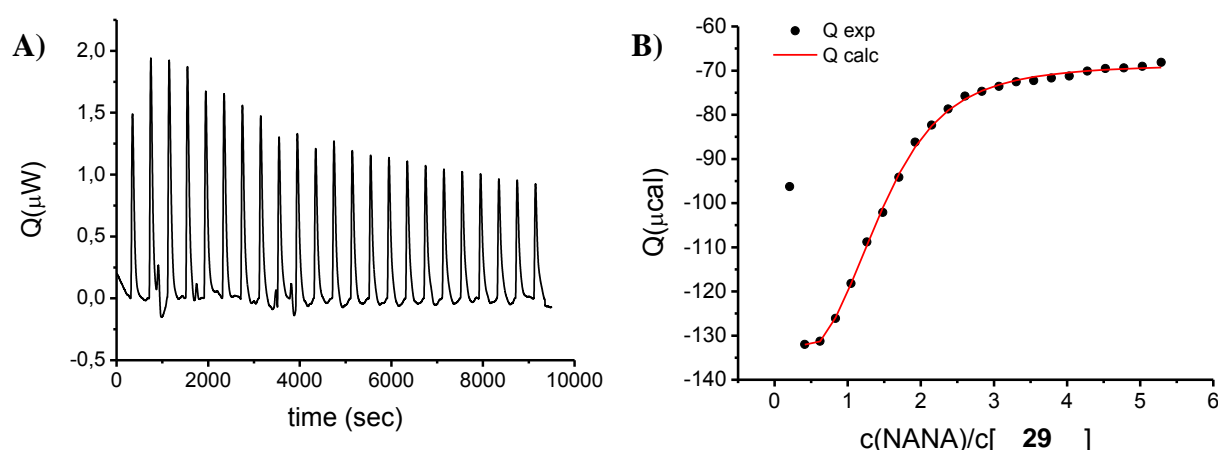 A)
2,0
1,5
1,0
0,5
0,0
-0,5
Q(μW)
0 2000 4000 6000 8000 10000
time (sec)
B)
Q exp
Q calc
-60
-70
-80
-90
-100
-110
-120
-130
-140
Q(μcal)
0 1 2 3 4 5 6
c(NANA)/c[ 29 ]